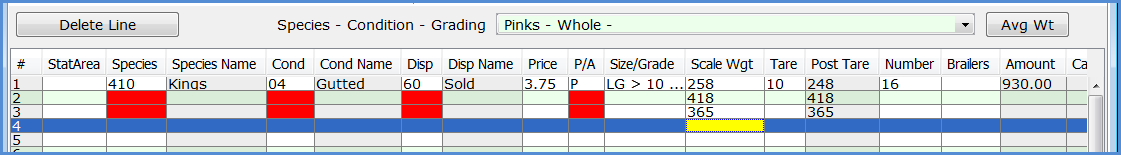 Delete Line Species - Condition - Grading Pinks - Whole - Avg Wt
# StatArea Species Species Name Cond Cond Name Disp Disp Name Price P/A Size/Grade Scale Wgt Tare Post Tare Number Brailers Amount Ca
1 410 Kings 04 Gutted 60 Sold 3.75 P LG > 10 ... 258 10 248 16 930.00
2 418 418
3 365 365
4
5